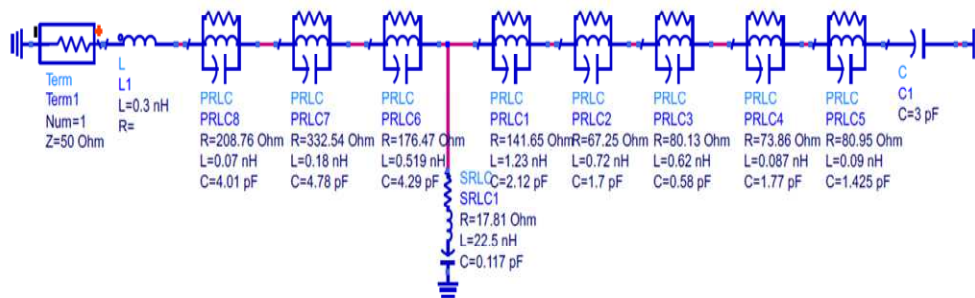 Term
Term1
Num=1
Z=50 Ohm
L
L1
L=0.3 nH
R=
PRLC
PRLC8
R=208.76 Ohm
L=0.07 nH
C=4.01 pF
PRLC
PRLC7
R=332.54 Ohm
L=0.18 nH
C=4.78 pF
PRLC
PRLC6
R=176.47 Ohm
L=0.519 nH
C=4.29 pF
SRLC
SRLC1
R=17.81 Ohm
L=22.5 nH
C=0.117 pF
PRLC
PRLC1
R=141.65 Ohm
L=1.23 nH
C=2.12 pF
PRLC
PRLC2
R=67.25 Ohm
L=0.72 nH
C=1.7 pF
PRLC
PRLC3
R=80.13 Ohm
L=0.62 nH
C=0.58 pF
PRLC
PRLC4
R=73.86 Ohm
L=0.087 nH
C=1.77 pF
PRLC
PRLC5
R=80.95 Ohm
L=0.09 nH
C=1.425 pF
C
C1
C=3 pF